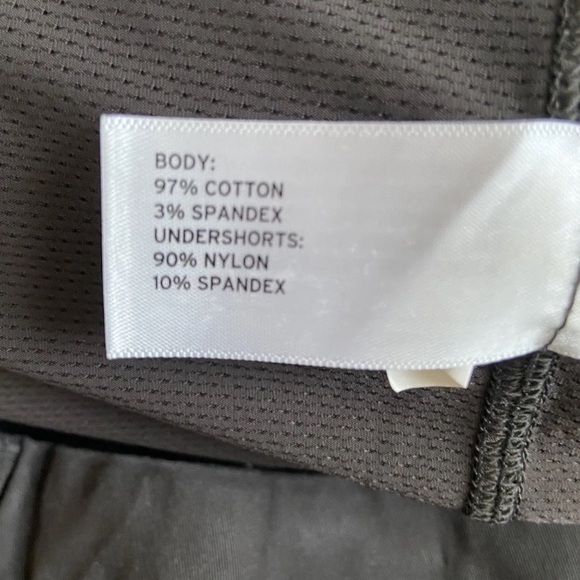 BODY:
97% COTTON
3% SPANDEX
UNDERSHORTS:
90% NYLON
10% SPANDEX